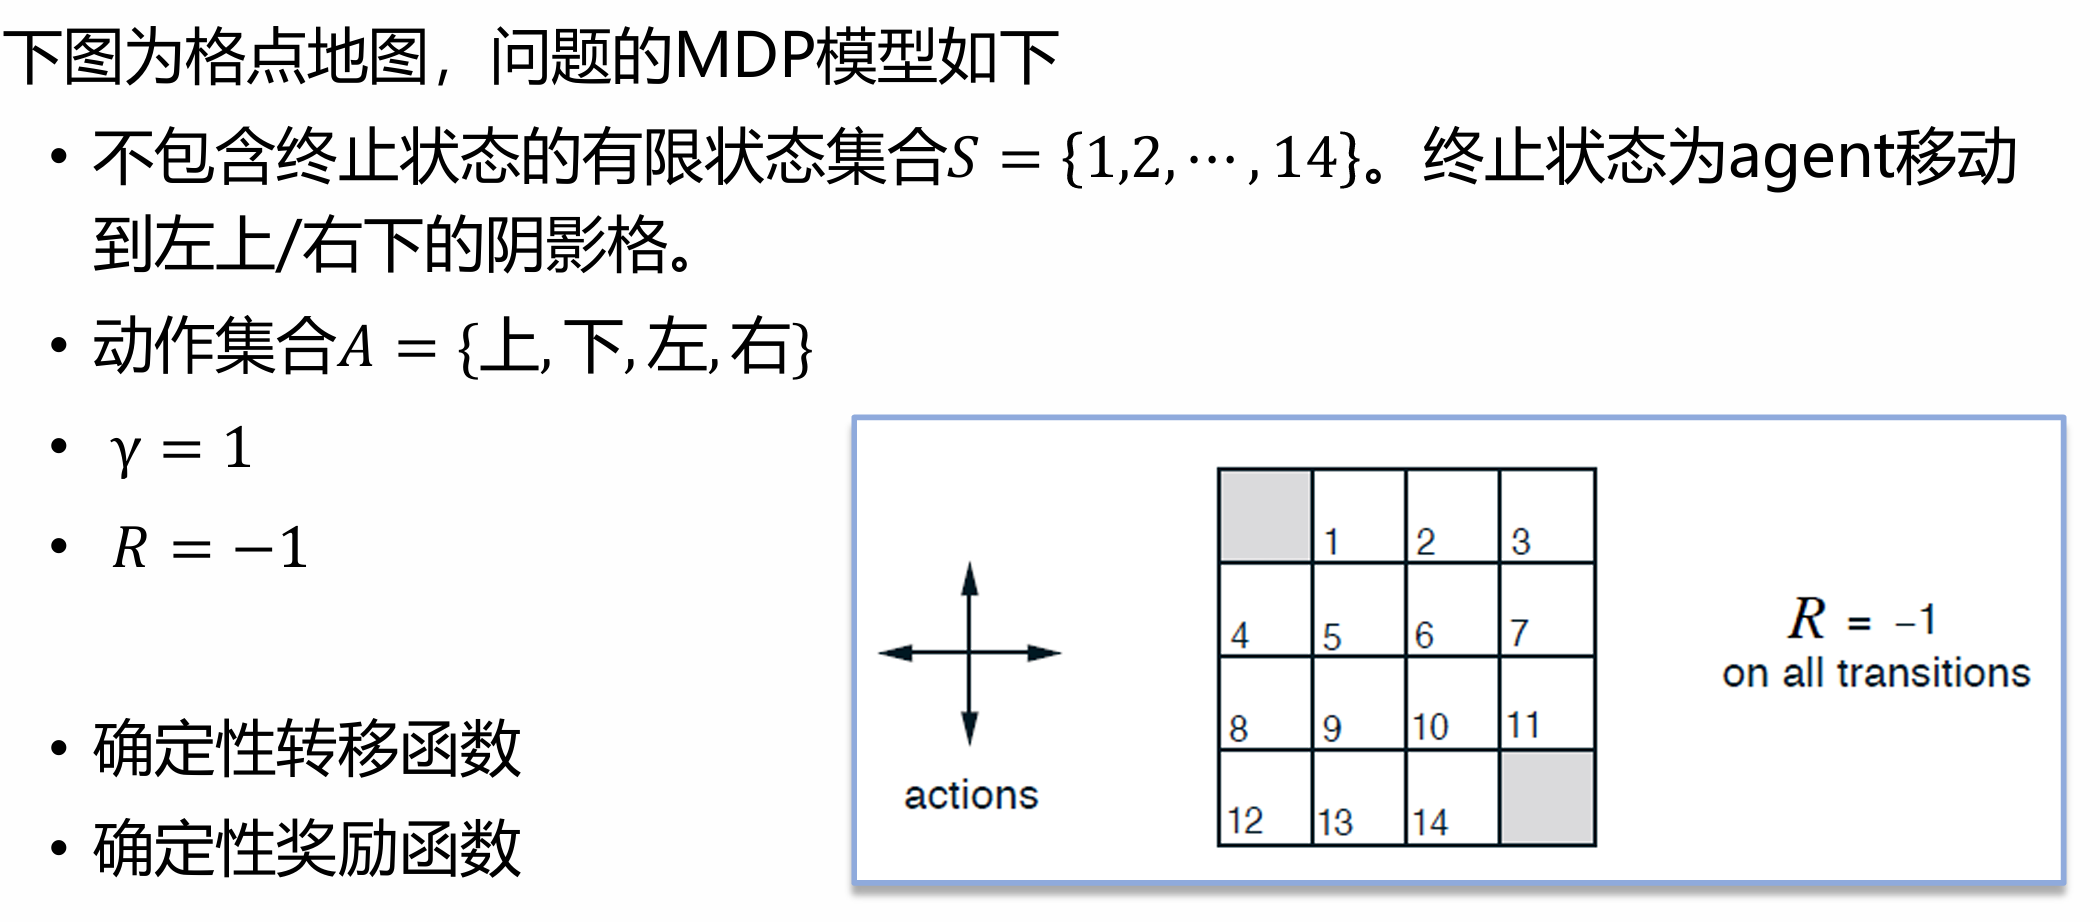 下图为格点地图，问题的MDP模型如下
• 不包含终止状态的有限状态集合S = {1,2, ⋯ , 14}。终止状态为agent移动
到左上/右下的阴影格。
• 动作集合A = {上, 下, 左, 右}
• γ = 1
• R = −1
• 确定性转移函数
• 确定性奖励函数
actions
1 2 3
4 5 6 7
8 9 10 11
12 13 14
R = −1
on all transitions